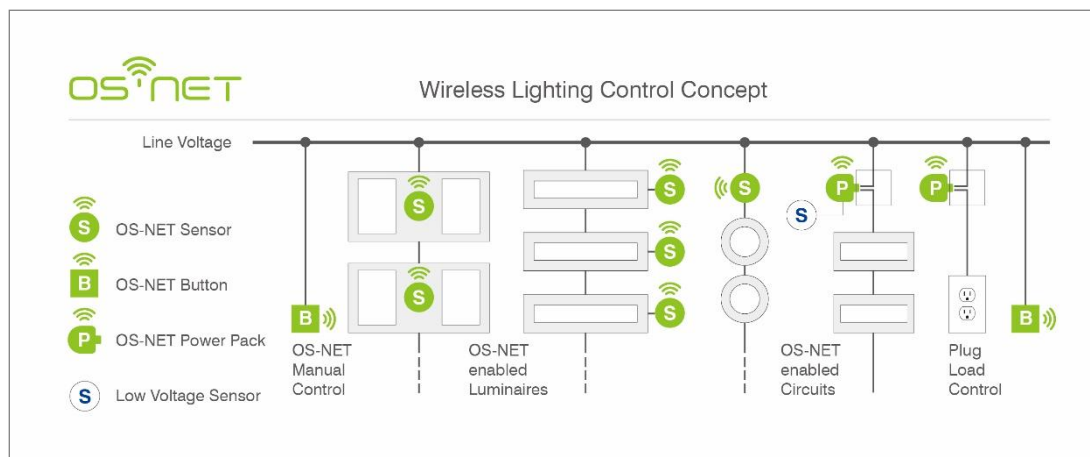 OS·NET
Wireless Lighting Control Concept
Line Voltage
S OS-NET Sensor
B OS-NET Button
P OS-NET Power Pack
S Low Voltage Sensor
S
S
S
S
S
S
P
S
P
B
B
OS-NET
Manual
Control
OS-NET
enabled
Luminaires
OS-NET
enabled
Circuits
Plug
Load
Control